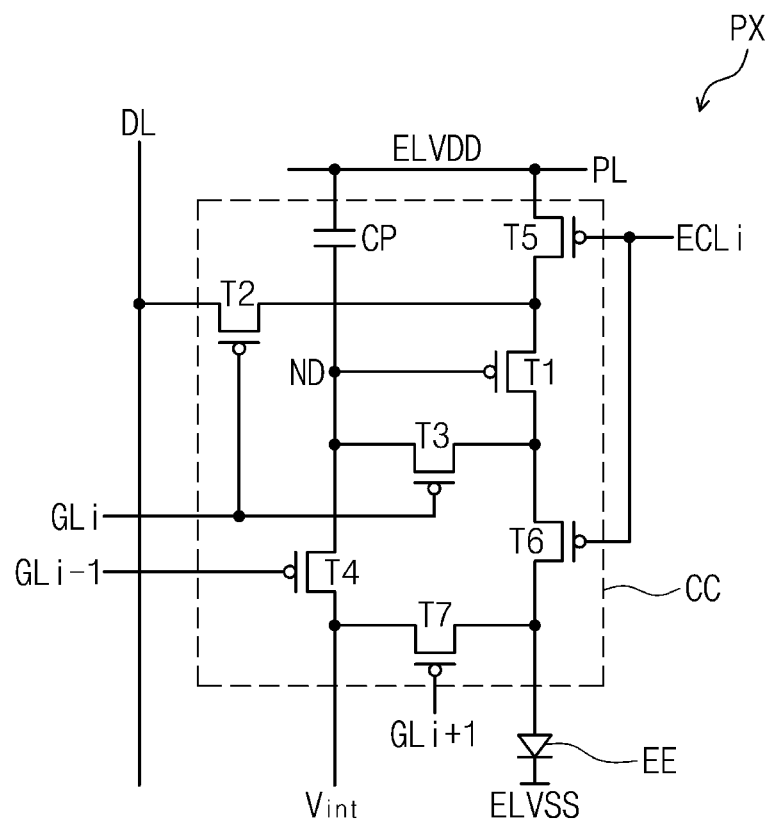 PX
DL
ELVDD
PL
CP
T5
ECLi
T2
ND
T1
T3
GLi
T6
GLi-1
T4
CC
T7
GLi+1
EE
Vint
ELVSS